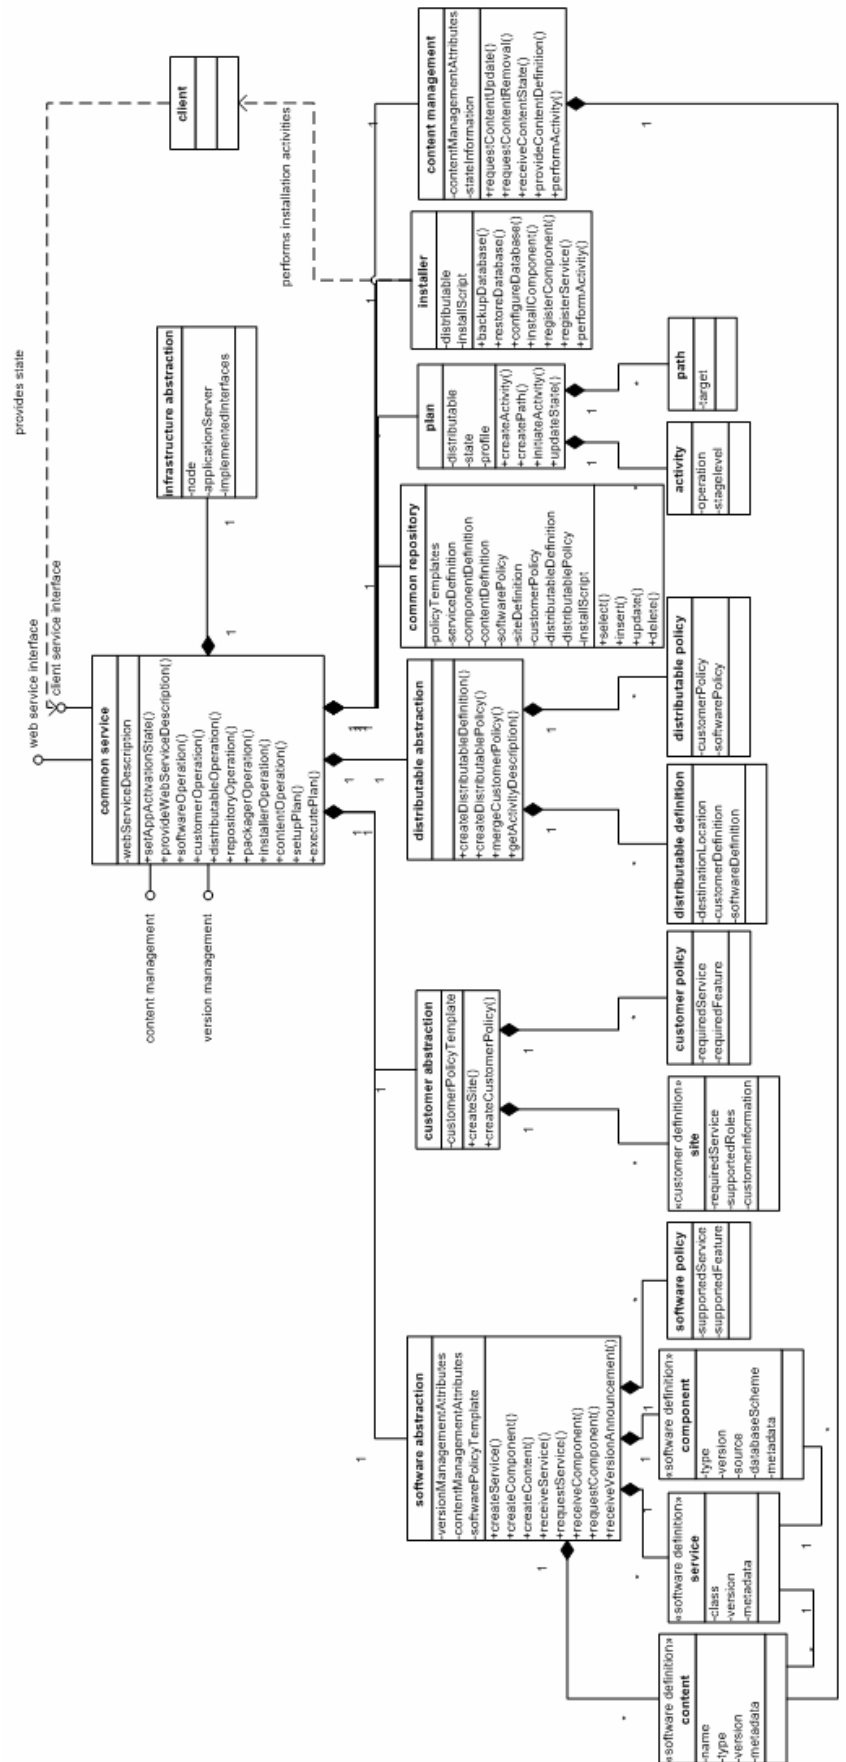 provides state
web service interface
client service interface
content management
version management
performs installation activities
client
infrastructure abstraction
-node
-applicationServer
-implementedInterfaces
1
1
common service
-webServiceDescription
+setAppActivationState()
+provideWebServiceDescription()
+softwareOperation()
+customerOperation()
+distributableOperation()
+repositoryOperation()
+packagerOperation()
+installerOperation()
+contentOperation()
+setupPlan()
+executePlan()
software abstraction
-versionManagementAttributes
-contentManagementAttributes
-softwarePolicyTemplate
+createService()
+createComponent()
+createContent()
+receiveService()
+requestService()
+receiveComponent()
+requestComponent()
+receiveVersionAnnouncement()
customer abstraction
-customerPolicyTemplate
+createSite()
+createCustomerPolicy()
distributable abstraction
+createDistributableDefinition()
+createDistributablePolicy()
+mergeCustomerPolicy()
+getActivityDescription()
common repository
-policyTemplates
-serviceDefinition
-componentDefinition
-contentDefinition
-softwarePolicy
-siteDefinition
-customerPolicy
-distributableDefinition
-distributablePolicy
-installScript
+select()
+insert()
+update()
+delete()
plan
-distributable
-state
-profile
+createActivity()
+createPath()
+initiateActivity()
+updateState()
installer
-distributable
-installScript
+backupDatabase()
+restoreDatabase()
+configureDatabase()
+installComponent()
+registerComponent()
+registerService()
+performActivity()
content management
-contentManagementAttributes
-stateInformation
+requestContentUpdate()
+requestContentRemoval()
+receiveContentState()
+provideContentDefinition()
+performActivity()
«software definition»
content
-name
-type
-version
-metadata
«software definition»
service
-class
-version
-metadata
«software definition»
component
-type
-version
-source
-databaseScheme
-metadata
software policy
-supportedService
-supportedFeature
«customer definition»
site
-requiredService
-supportedRoles
-customerInformation
customer policy
-requiredService
-requiredFeature
distributable definition
-destinationLocation
-customerDefinition
-softwareDefinition
distributable policy
-customerPolicy
-softwarePolicy
activity
-operation
-stagelevel
path
-target